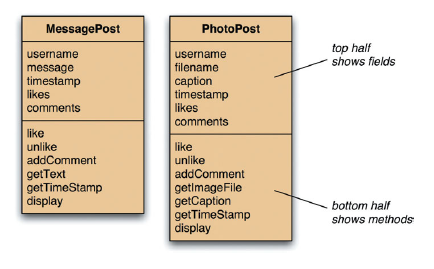 MessagePost
username
message
timestamp
likes
comments
like
unlike
addComment
getText
getTimeStamp
display
PhotoPost
username
filename
caption
timestamp
likes
comments
like
unlike
addComment
getImageFile
getCaption
getTimeStamp
display
top half
shows fields
bottom half
shows methods